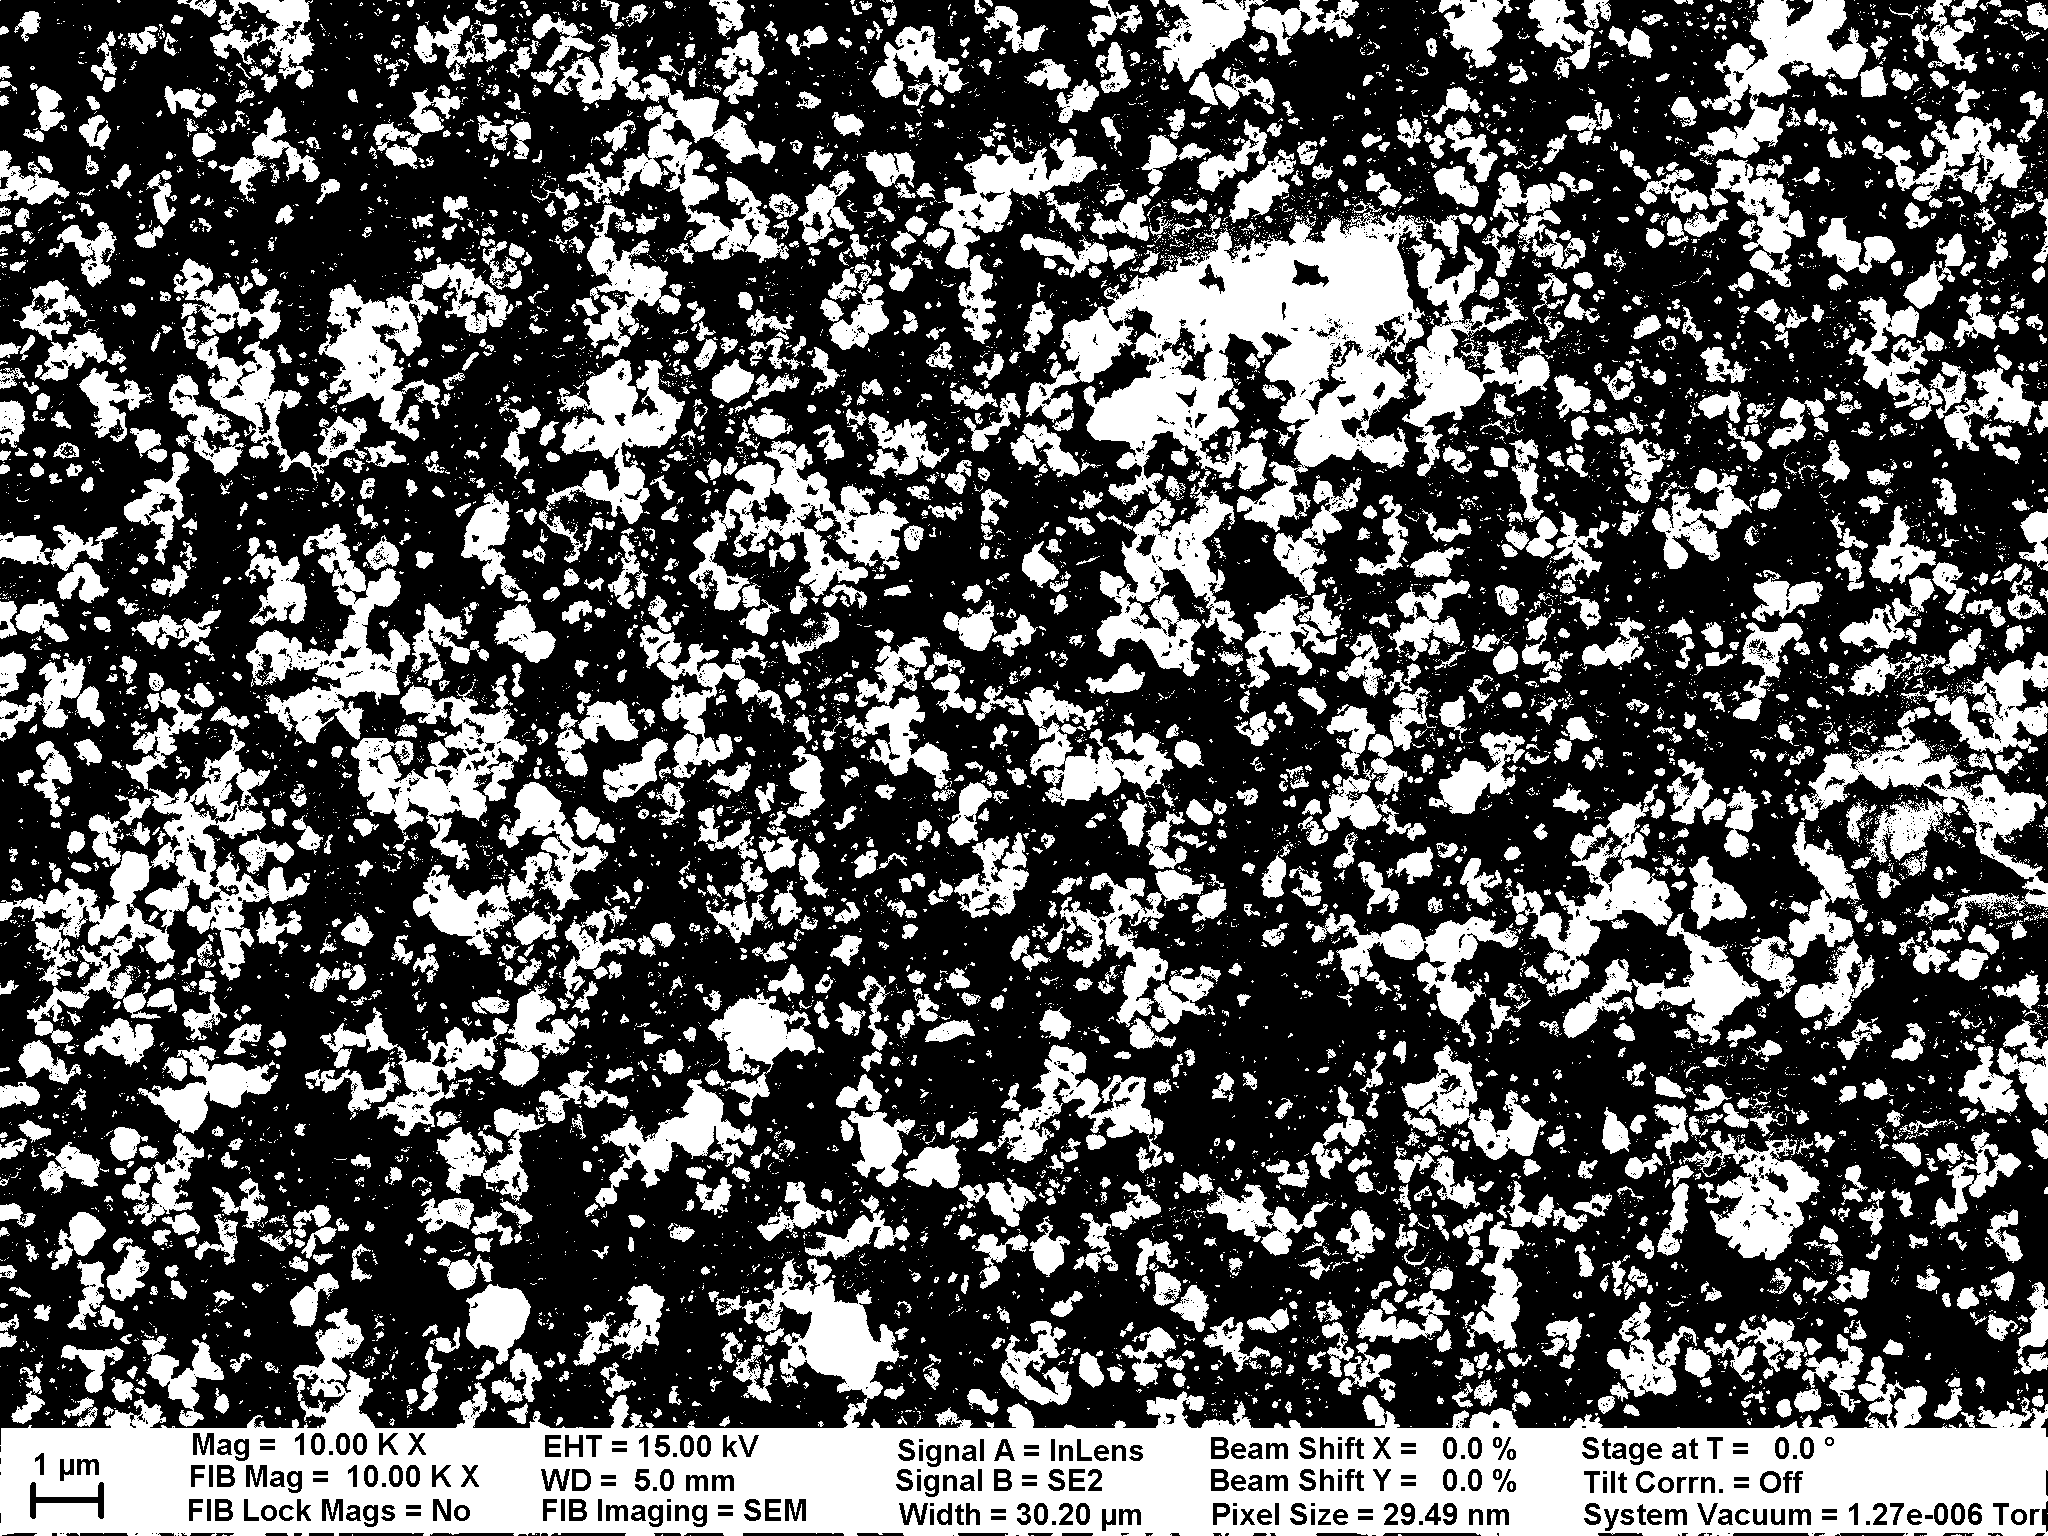 1 µm
Mag = 10.00 K X
FIB Mag = 10.00 K X
FIB Lock Mags = No
EHT = 15.00 kV
WD = 5.0 mm
FIB Imaging = SEM
Signal A = InLens
Signal B = SE2
Width = 30.20 µm
Beam Shift X = 0.0 %
Beam Shift Y = 0.0 %
Pixel Size = 29.49 nm
Stage at T = 0.0 °
Tilt Corrn. = Off
System Vacuum = 1.27e-006 Torr